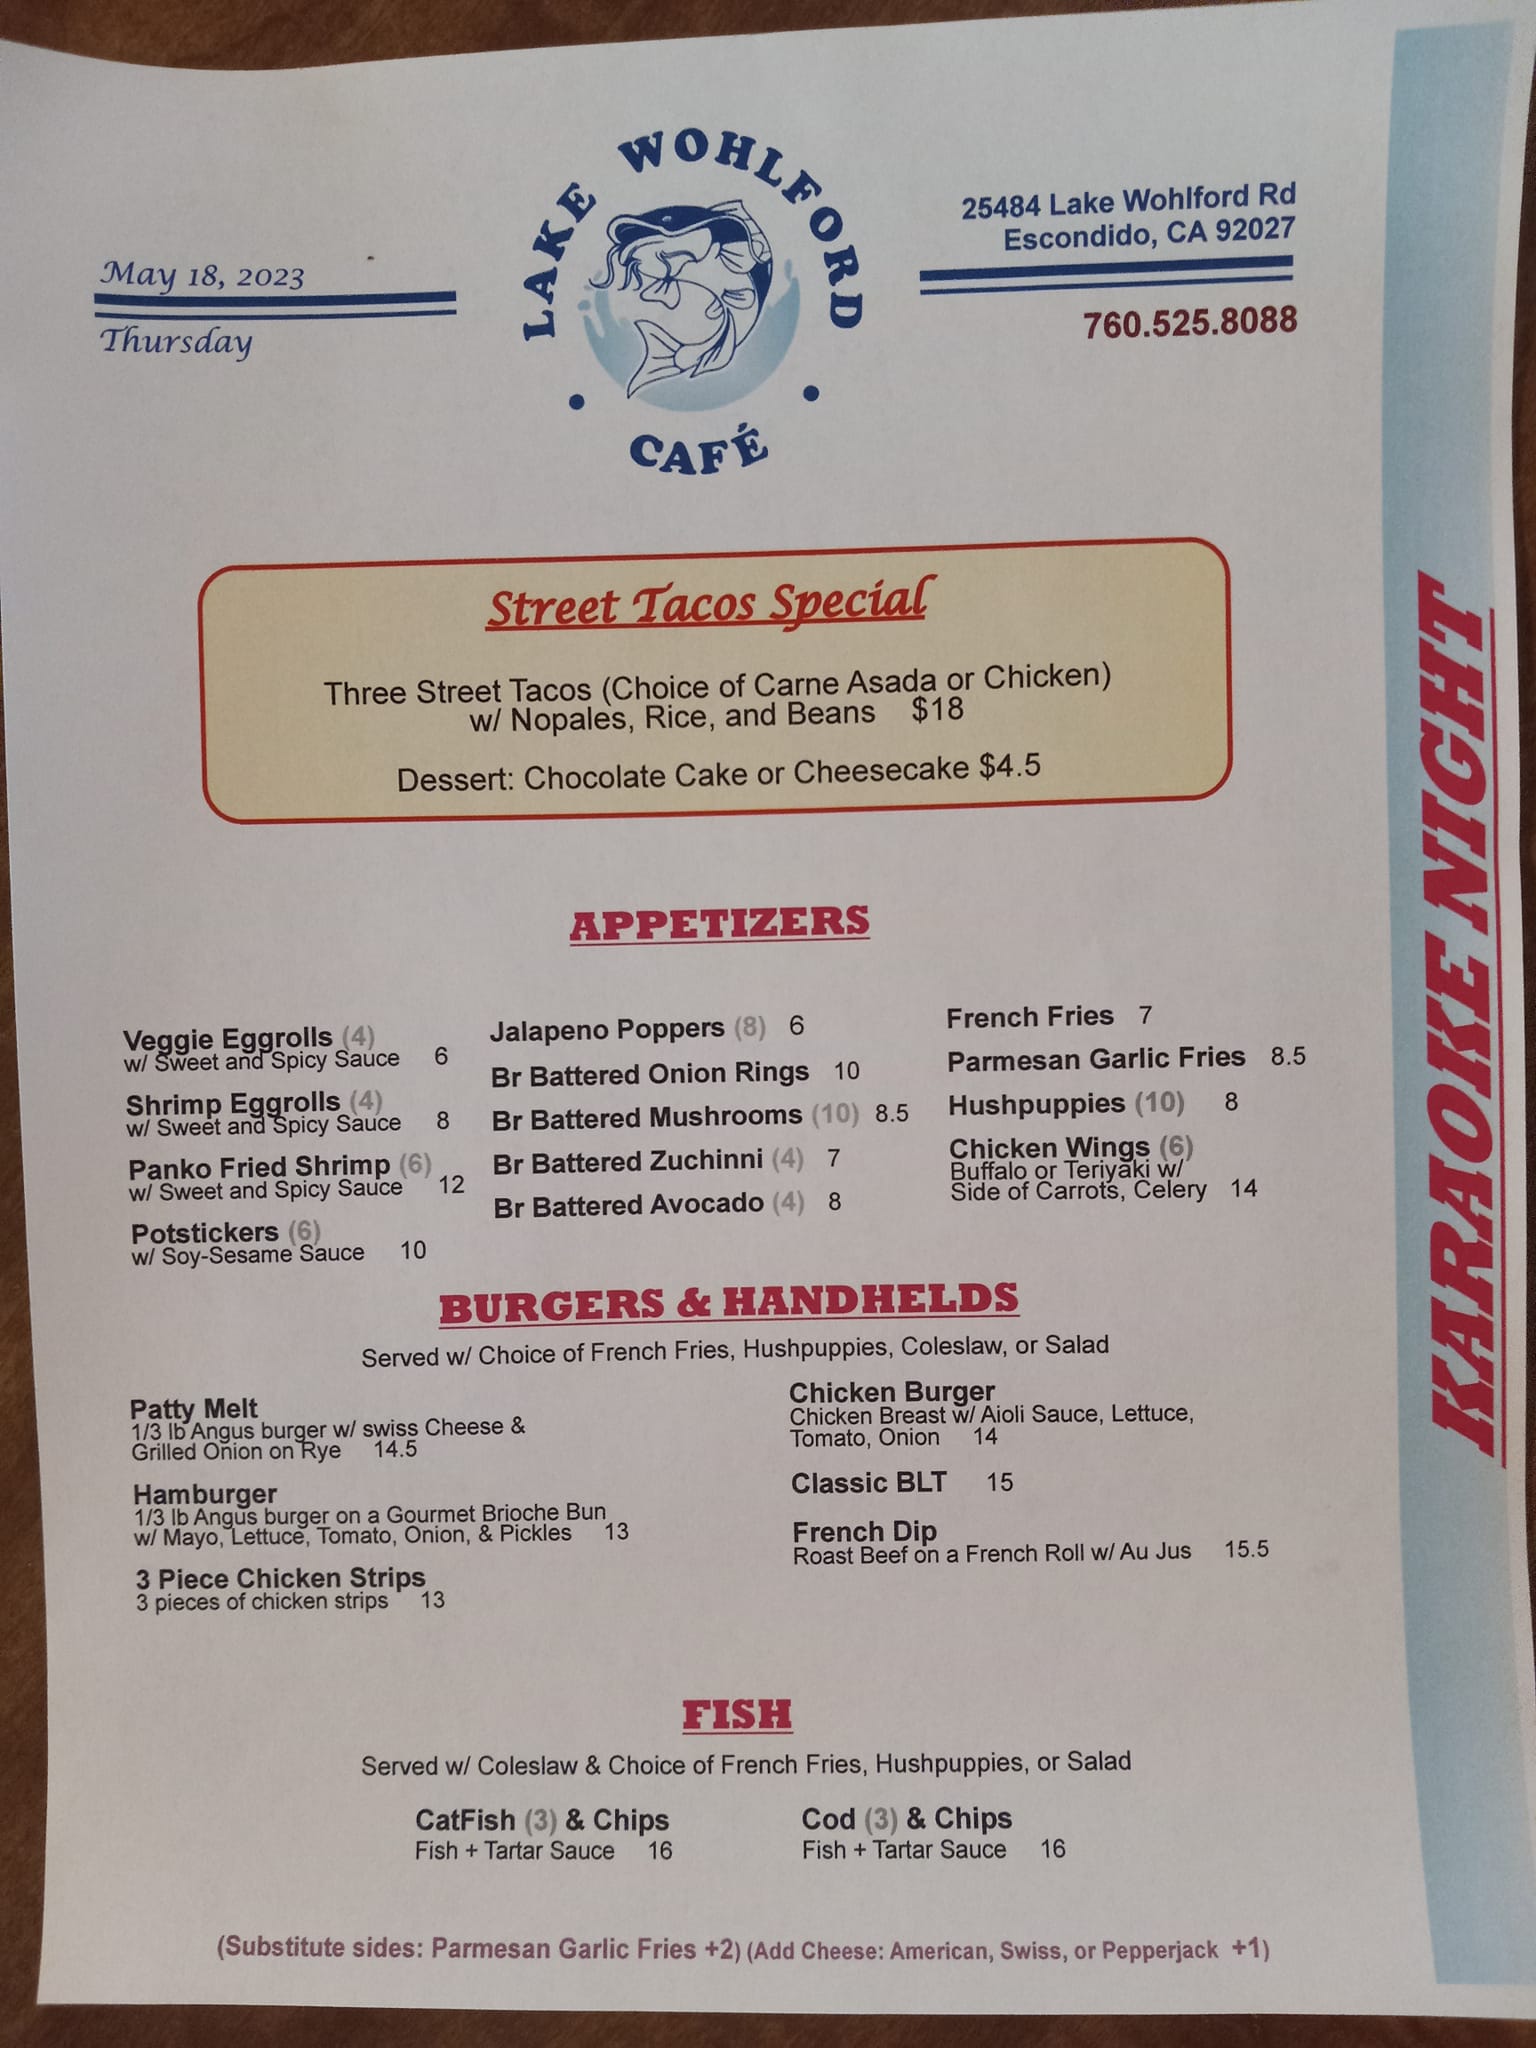 LAKE WOHLFORD
CAFÉ
May 18, 2023
Thursday
25484 Lake Wohlford Rd
Escondido, CA 92027
760.525.8088
Street Tacos Special
Three Street Tacos (Choice of Carne Asada or Chicken)
w/ Nopales, Rice, and Beans $18
Dessert: Chocolate Cake or Cheesecake $4.5
APPETIZERS
Veggie Eggrolls (4)
w/ Sweet and Spicy Sauce 6
Shrimp Eggrolls (4)
w/ Sweet and Spicy Sauce 8
Panko Fried Shrimp (6)
w/ Sweet and Spicy Sauce 12
Potstickers (6)
w/ Soy-Sesame Sauce 10
Jalapeno Poppers (8) 6
Br Battered Onion Rings 10
Br Battered Mushrooms (10) 8.5
Br Battered Zuchinni (4) 7
Br Battered Avocado (4) 8
French Fries 7
Parmesan Garlic Fries 8.5
Hushpuppies (10) 8
Chicken Wings (6)
Buffalo or Teriyaki w/
Side of Carrots, Celery 14
BURGERS & HANDHELDS
Served w/ Choice of French Fries, Hushpuppies, Coleslaw, or Salad
Patty Melt
1/3 lb Angus burger w/ swiss Cheese &
Grilled Onion on Rye 14.5
Hamburger
1/3 lb Angus burger on a Gourmet Brioche Bun
w/ Mayo, Lettuce, Tomato, Onion, & Pickles 13
3 Piece Chicken Strips
3 pieces of chicken strips 13
Chicken Burger
Chicken Breast w/ Aioli Sauce, Lettuce,
Tomato, Onion 14
Classic BLT 15
French Dip
Roast Beef on a French Roll w/ Au Jus 15.5
FISH
Served w/ Coleslaw & Choice of French Fries, Hushpuppies, or Salad
CatFish (3) & Chips
Fish + Tartar Sauce 16
Cod (3) & Chips
Fish + Tartar Sauce 16
(Substitute sides: Parmesan Garlic Fries +2) (Add Cheese: American, Swiss, or Pepperjack +1)
KARAOKE NIGHT